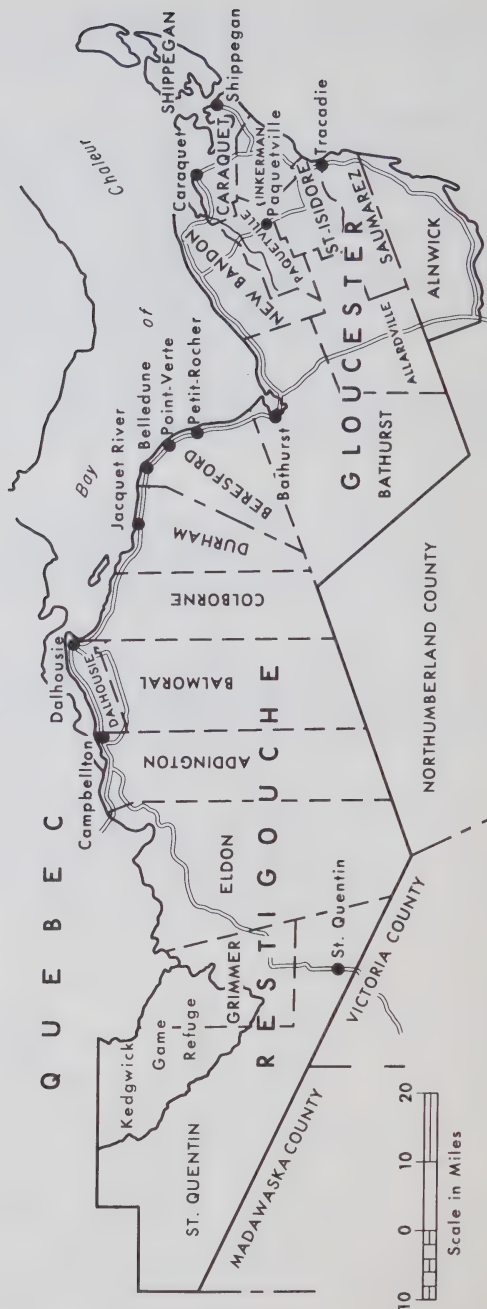 QUEBEC
Chaleur
of
Bay
SHIPPEGAN
Shippegan
Caraquet
CARAQUET
INKERMAN
Paquetville
PAQUETVILLE
NEW BANDON
ST. ISIDORE
Tracadie
SAUMAREZ
ALNWICK
ALLARDVILLE
GLOUCESTER
BATHURST
Bathurst
Petit-Rocher
Point-Verte
Belledune
Jacquet River
BERESFORD
DURHAM
COLBORNE
Dalhousie
DALHOUSIE
BALMORAL
Campbellton
ADDINGTON
ELDON
RESTIGOUCHE
GRIMMER
Kedgwick
Game
Refuge
ST. QUENTIN
St. Quentin
MADAWASKA COUNTY
VICTORIA COUNTY
NORTHUMBERLAND COUNTY
10 0 10 20
Scale in Miles